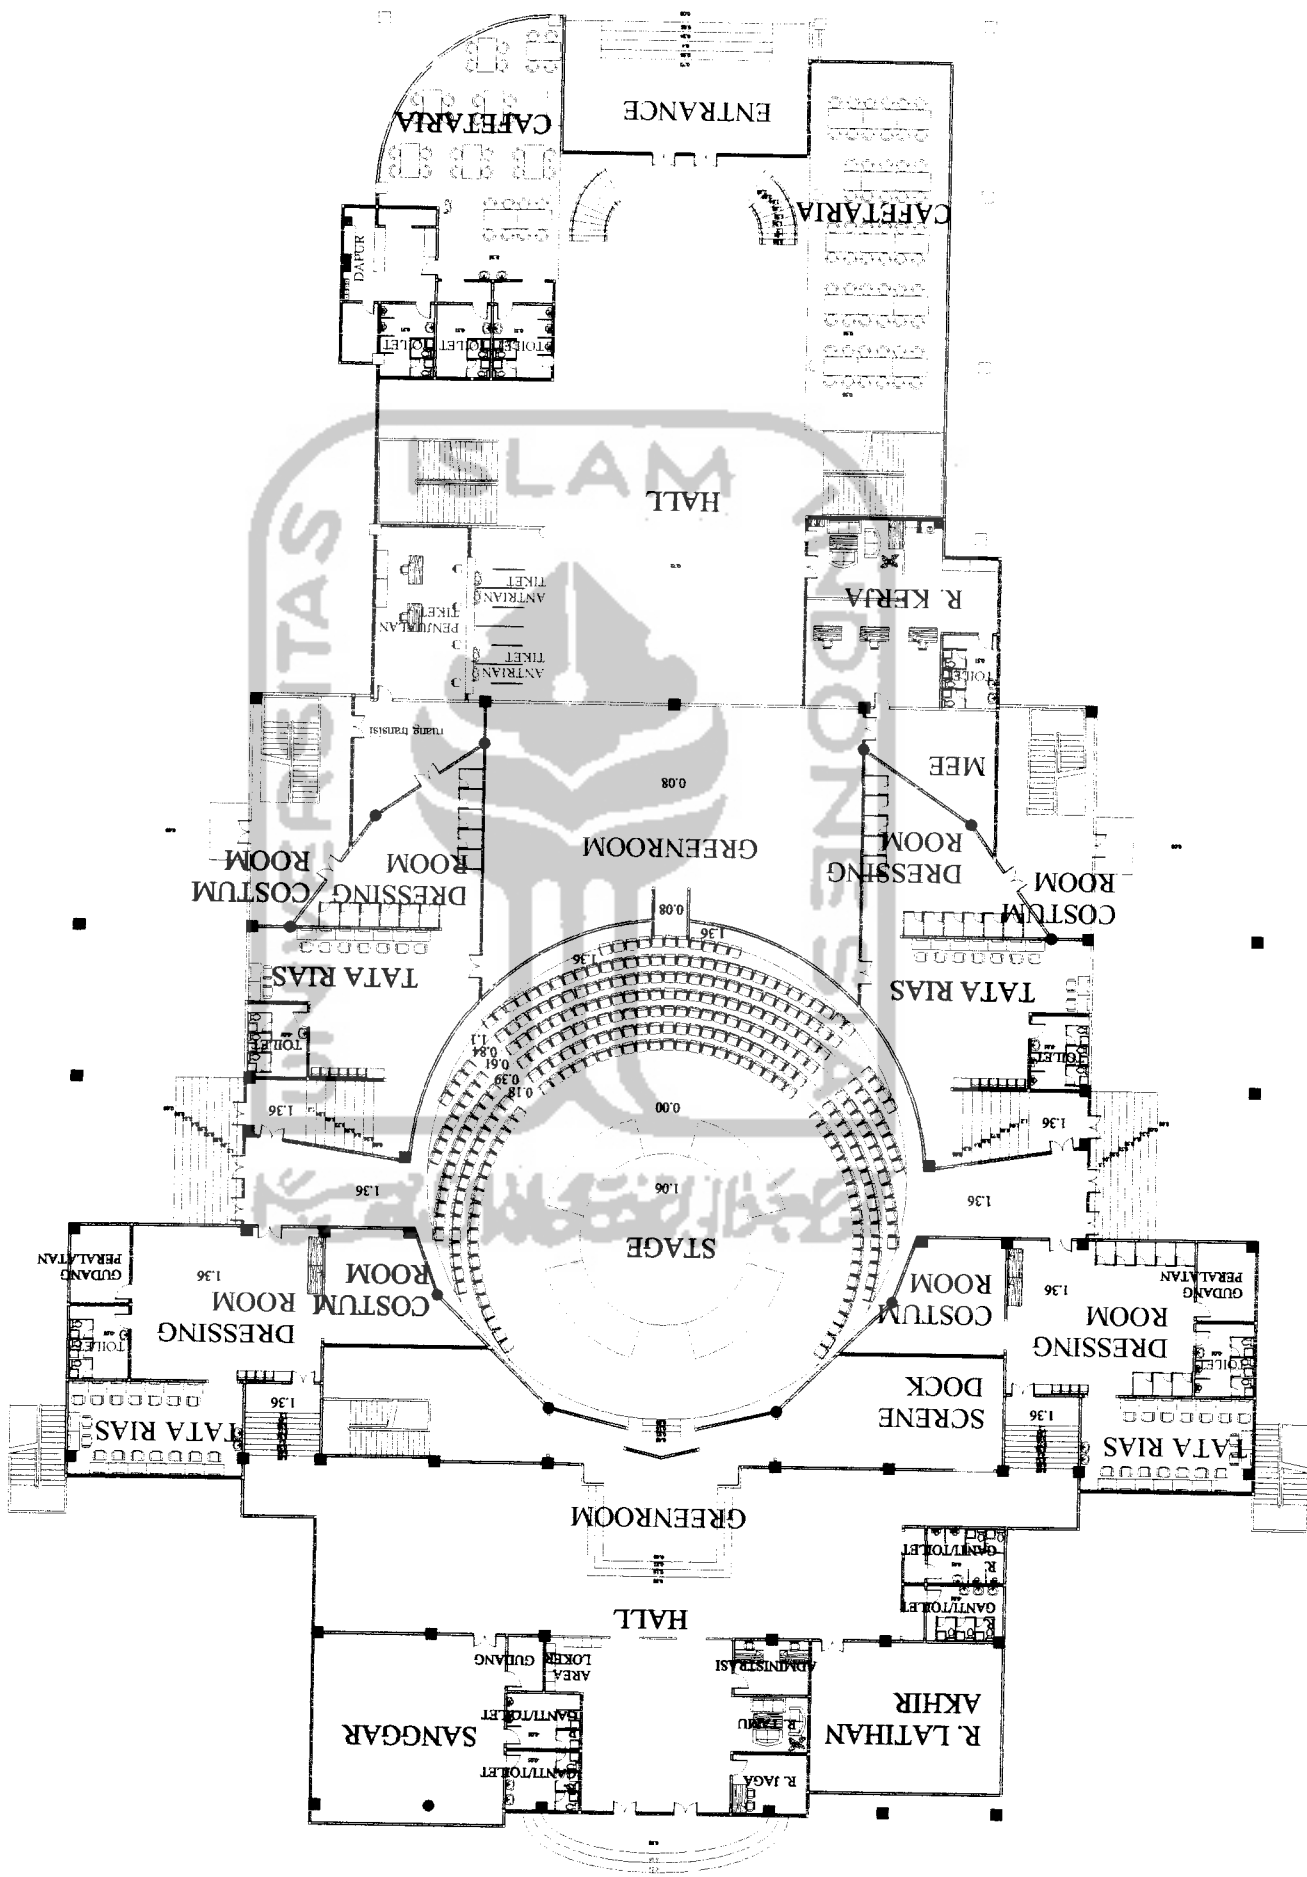 ENTRANCE
CAFETARIA
CAFETARIA
DAPUR
TOILET
TOILET
TOILET
UNIVERSITAS
ISLAM
INDONESIA
HALL
R. KERJA
TOILET
ANTRIAN
TIKET
PENJUALAN
TIKET
ANTRIAN
TIKET
ruang transisi
MEE
0.08
GREENROOM
COSTUM
ROOM
DRESSING
ROOM
DRESSING
ROOM
COSTUM
ROOM
0.08
1.36
1.36
TATA RIAS
TATA RIAS
TOILET
TOILET
1.1
0.84
0.61
0.39
0.18
0.00
1.36
1.36
1.36
1.36
1.06
STAGE
GUDANG
PERALATAN
1.36
DRESSING
ROOM
COSTUM
ROOM
COSTUM
ROOM
1.36
DRESSING
ROOM
GUDANG
PERALATAN
TOILET
TOILET
SCRENE
DOCK
1.36
1.36
TATA RIAS
TATA RIAS
GREENROOM
R.
GANTI/TOILET
R.
GANTI/TOILET
HALL
GUDANG
AREA
LOKER
ADMINISTRASI
SANGGAR
GANTI/TOILET
GANTI/TOILET
R. TAMU
R. JAGA
R. LATIHAN
AKHIR